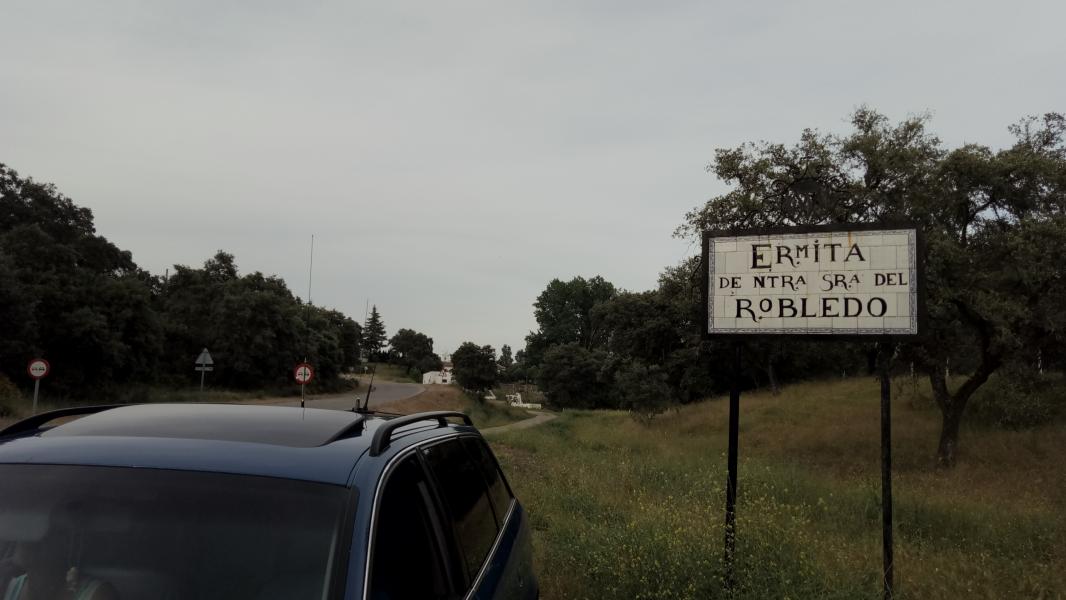 ERMiTA
DE NTRA SRA DEL
RoBLEDO